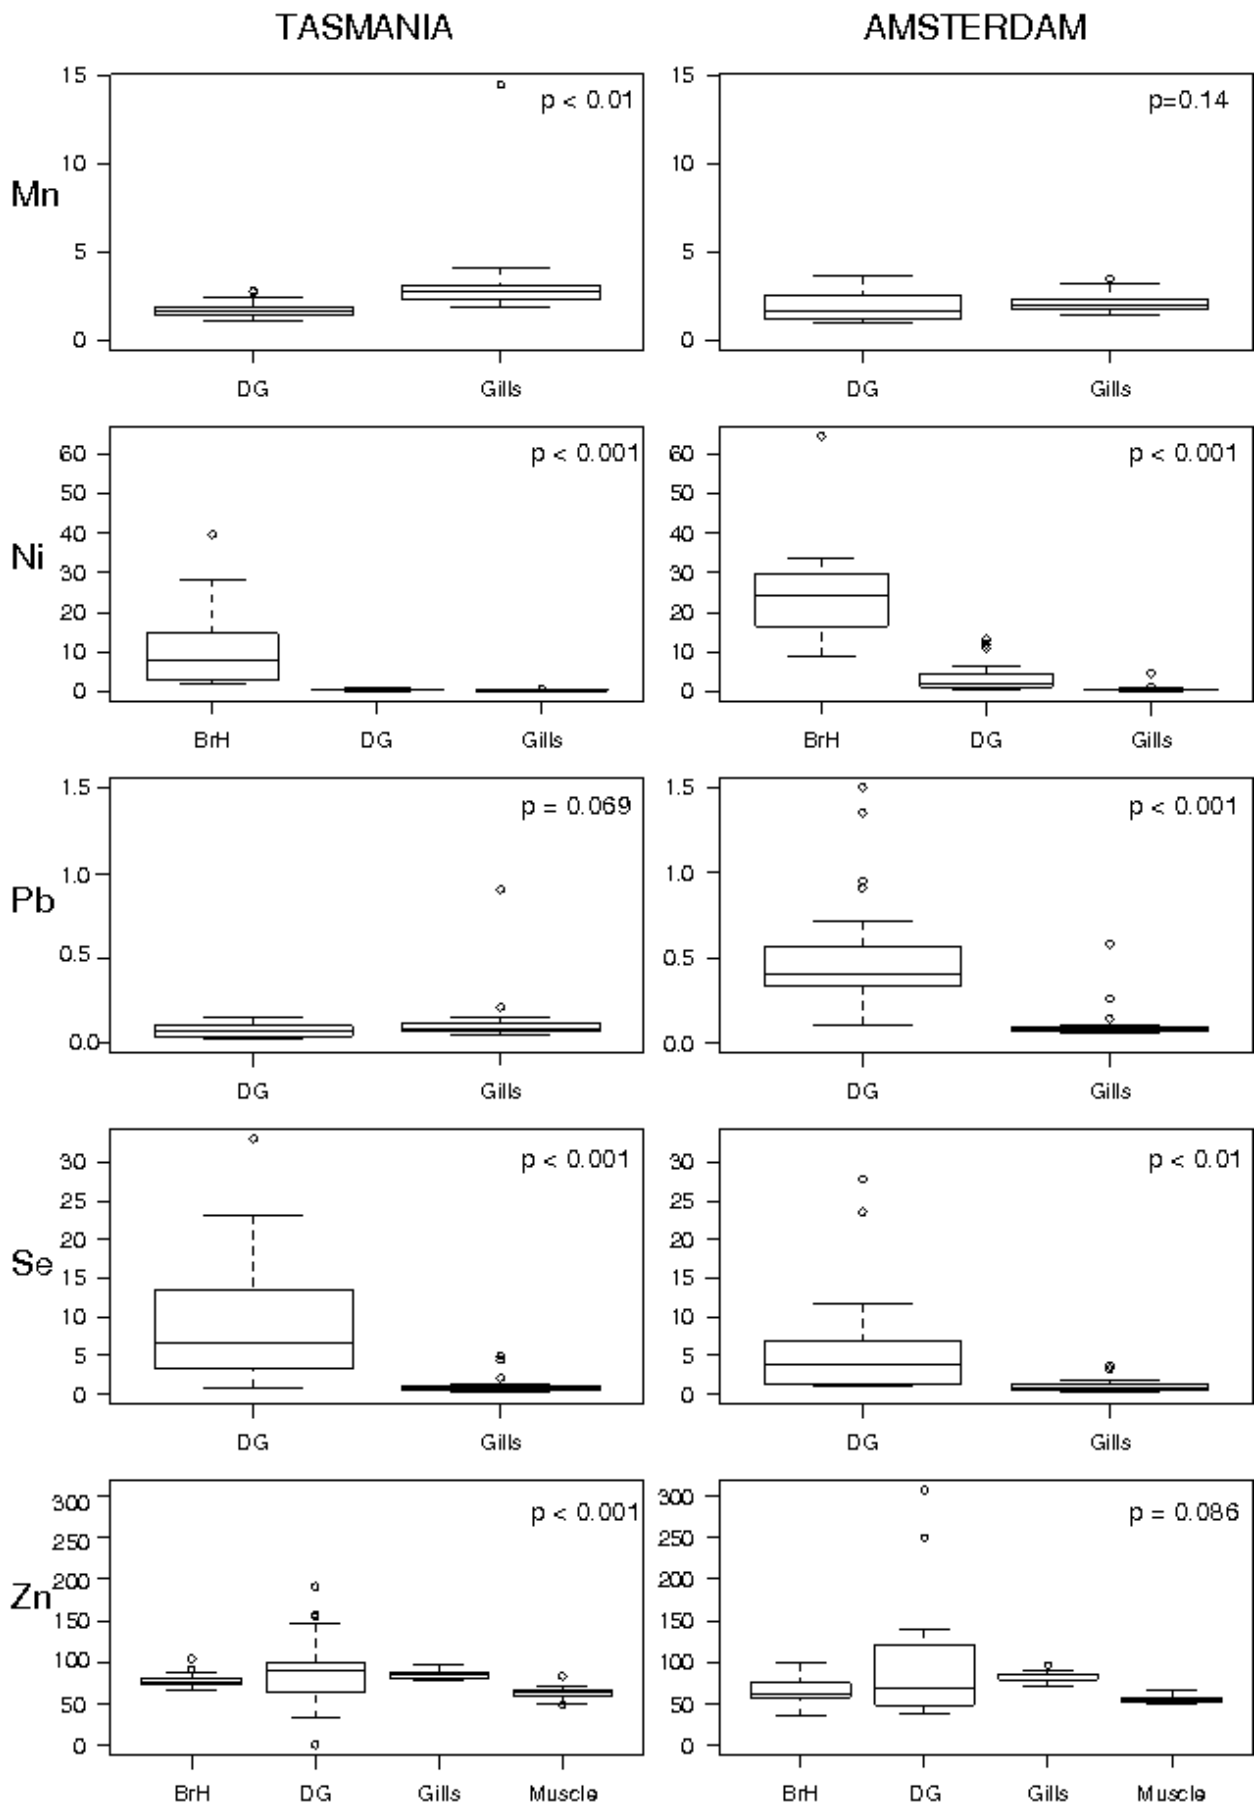 TASMANIA AMSTERDAM
Mn
15
10
5
0
p < 0.01
DG Gills
15
10
5
0
p=0.14
DG Gills
Ni
60
50
40
30
20
10
0
p < 0.001
BrH DG Gills
60
50
40
30
20
10
0
p < 0.001
BrH DG Gills
Pb
1.5
1.0
0.5
0.0
p = 0.069
DG Gills
1.5
1.0
0.5
0.0
p < 0.001
DG Gills
Se
30
25
20
15
10
5
0
p < 0.001
DG Gills
30
25
20
15
10
5
0
p < 0.01
DG Gills
Zn
300
250
200
150
100
50
0
p < 0.001
BrH DG Gills Muscle
300
250
200
150
100
50
0
p = 0.086
BrH DG Gills Muscle